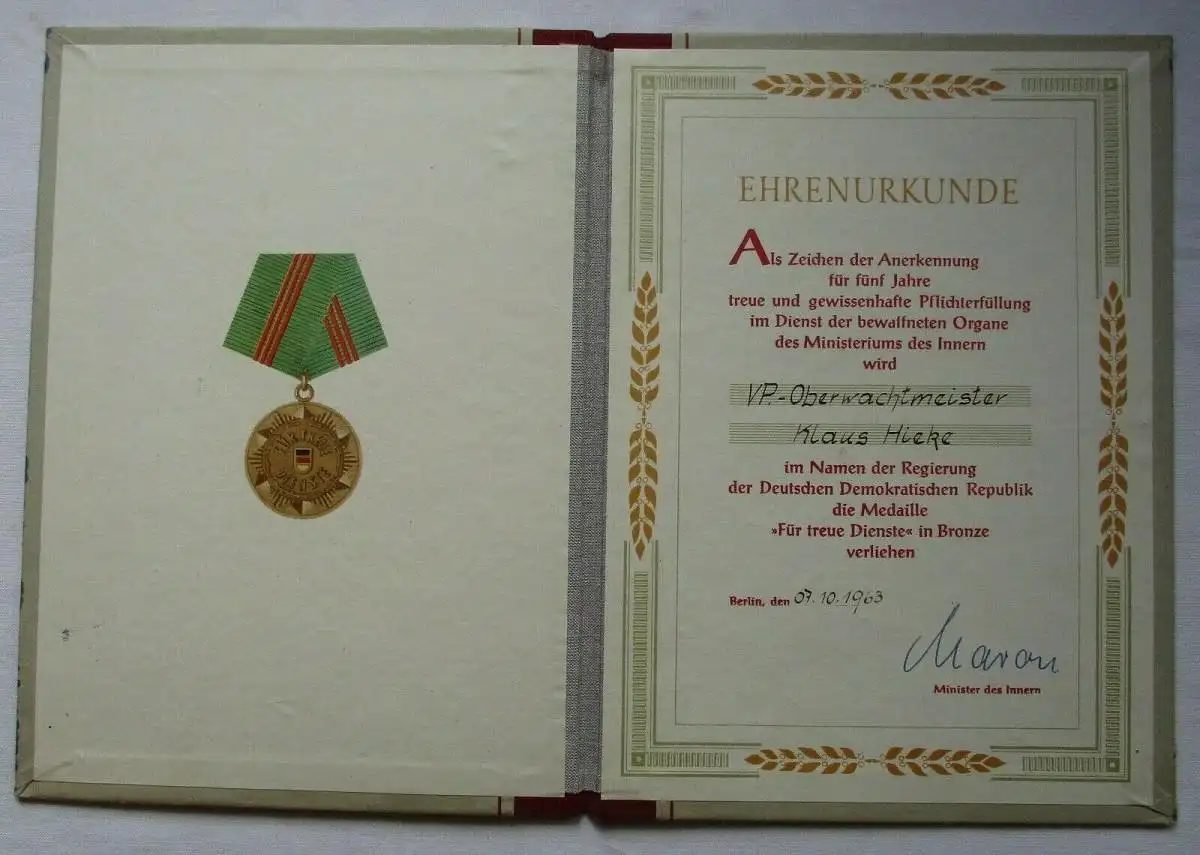 EHRENURKUNDE
Als Zeichen der Anerkennung
für fünf Jahre
treue und gewissenhafte Pflichterfüllung
im Dienst der bewaffneten Organe
des Ministeriums des Innern
wird
VP.-Oberwachtmeister
Klaus Hieke
im Namen der Regierung
der Deutschen Demokratischen Republik
die Medaille
»Für treue Dienste« in Bronze
verliehen
Berlin, den 07.10.1963
Maron
Minister des Innern